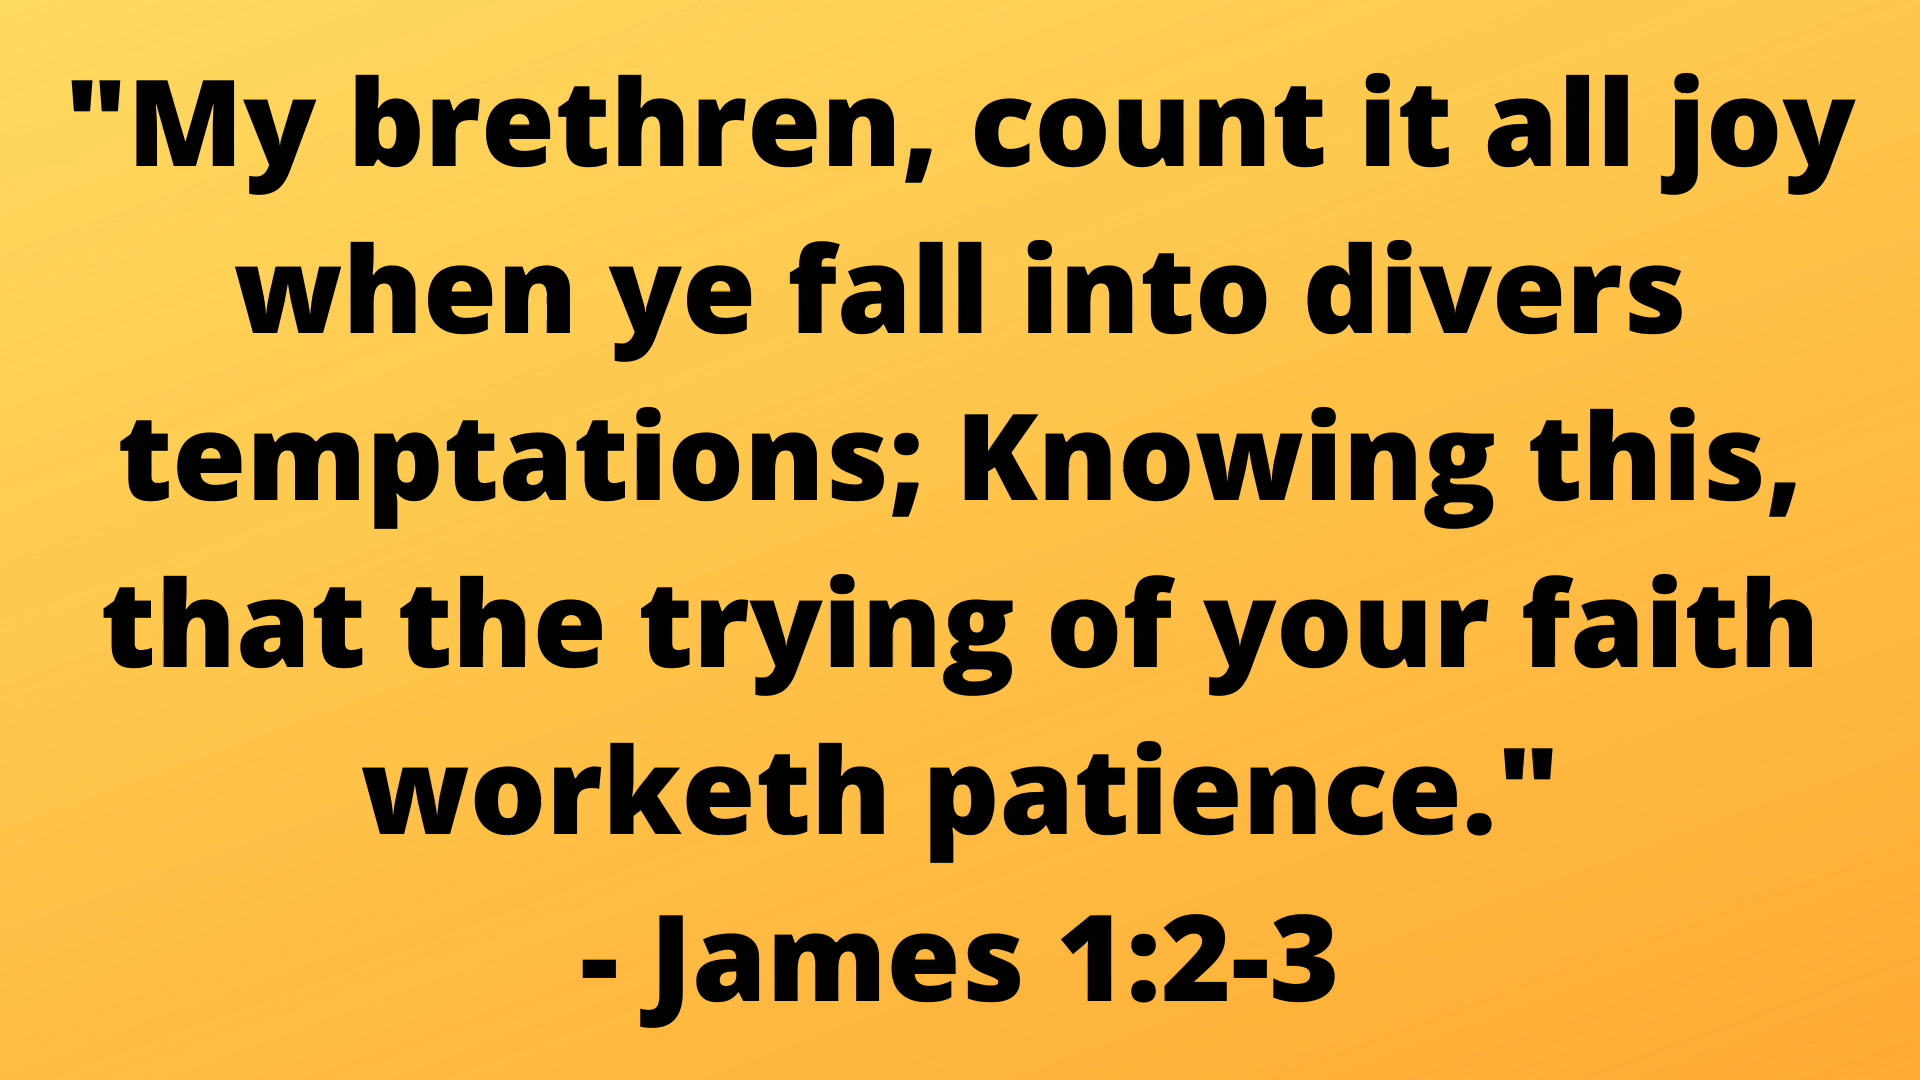 "My brethren, count it all joy
when ye fall into divers
temptations; Knowing this,
that the trying of your faith
worketh patience."
- James 1:2-3